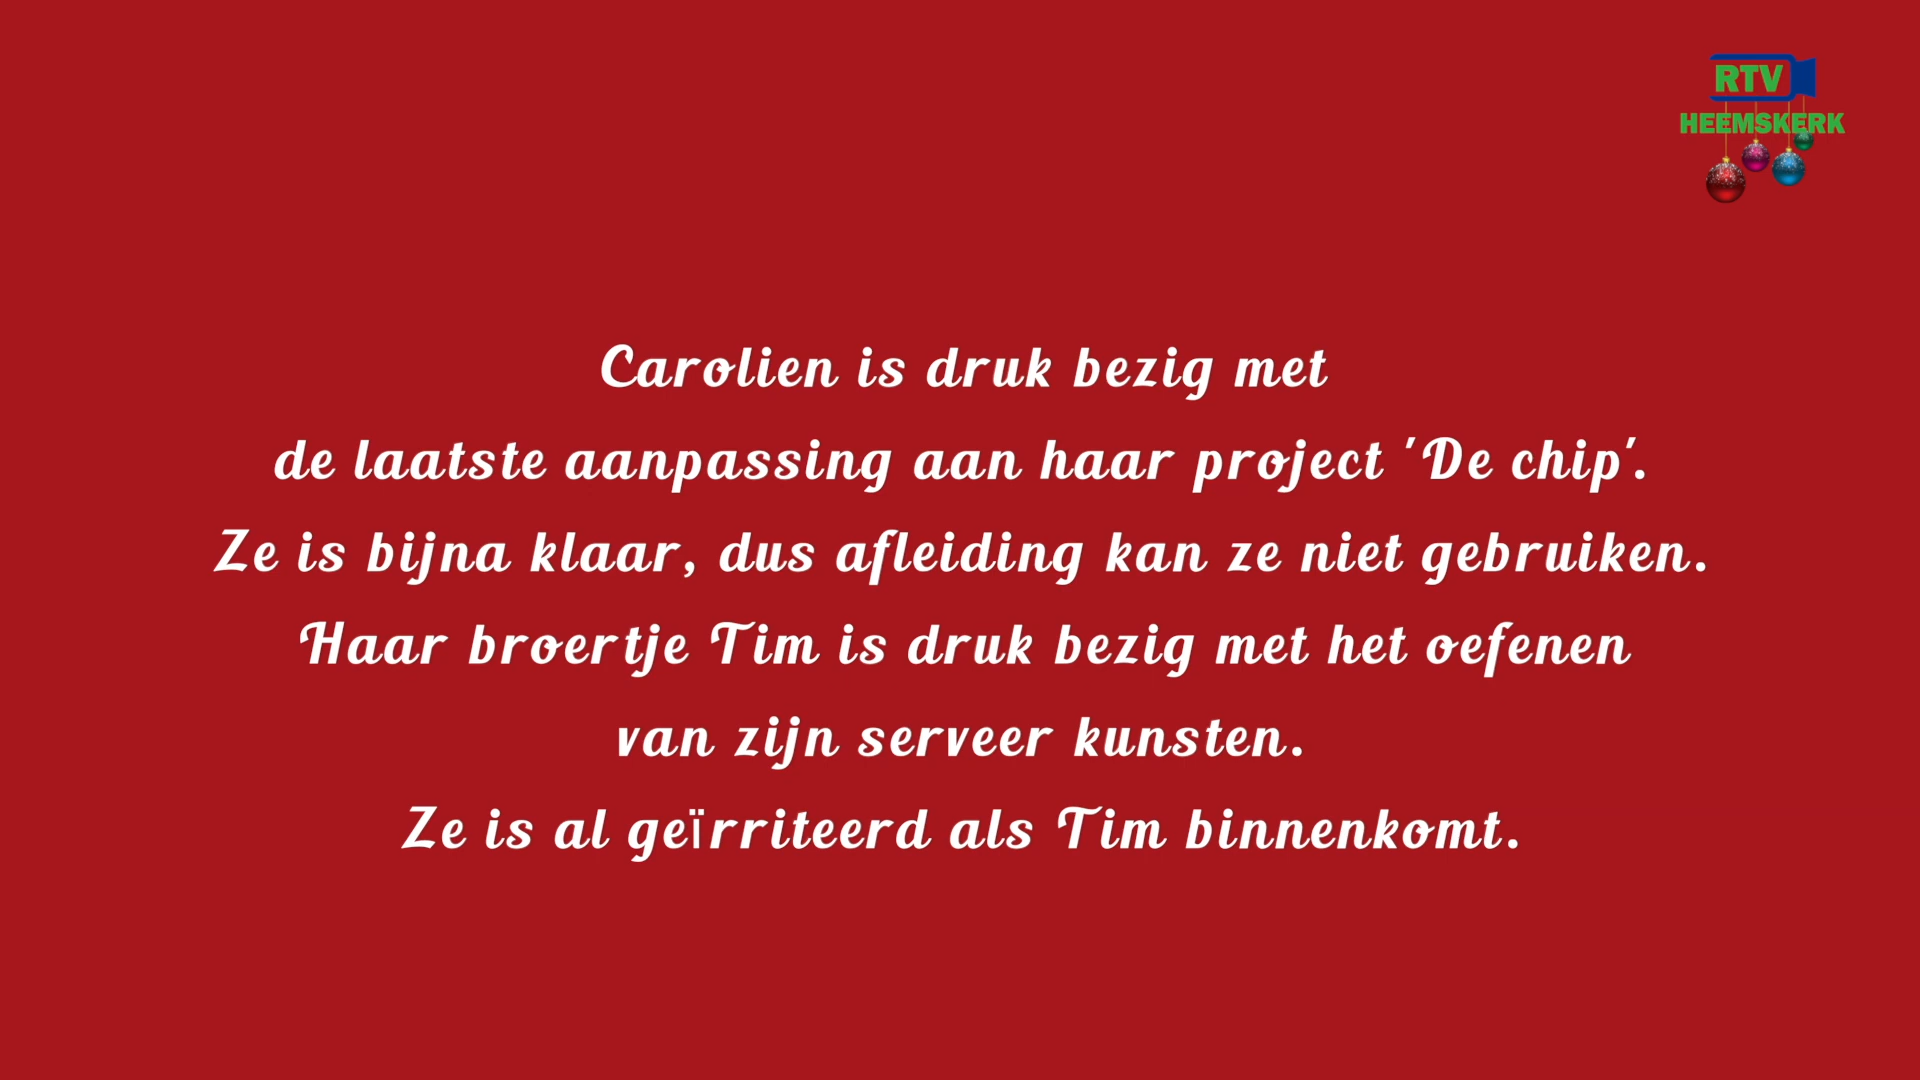 RTV
HEEMSKERK
Carolien is druk bezig met
de laatste aanpassing aan haar project 'De chip'.
Ze is bijna klaar, dus afleiding kan ze niet gebruiken.
Haar broertje Tim is druk bezig met het oefenen
van zijn serveer kunsten.
Ze is al geïrriteerd als Tim binnenkomt.